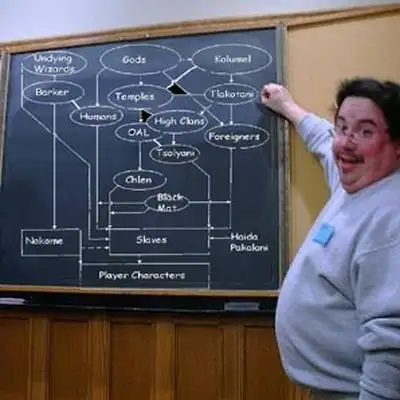 Undying
Wizards
Gods
Kolumel
Barker
Temples
Tlakotani
Humans
High Clans
OAL
Foreigners
Tsolyani
Chlen
Black
Mat
Nakome
Slaves
Haida
Pakalani
Player Characters